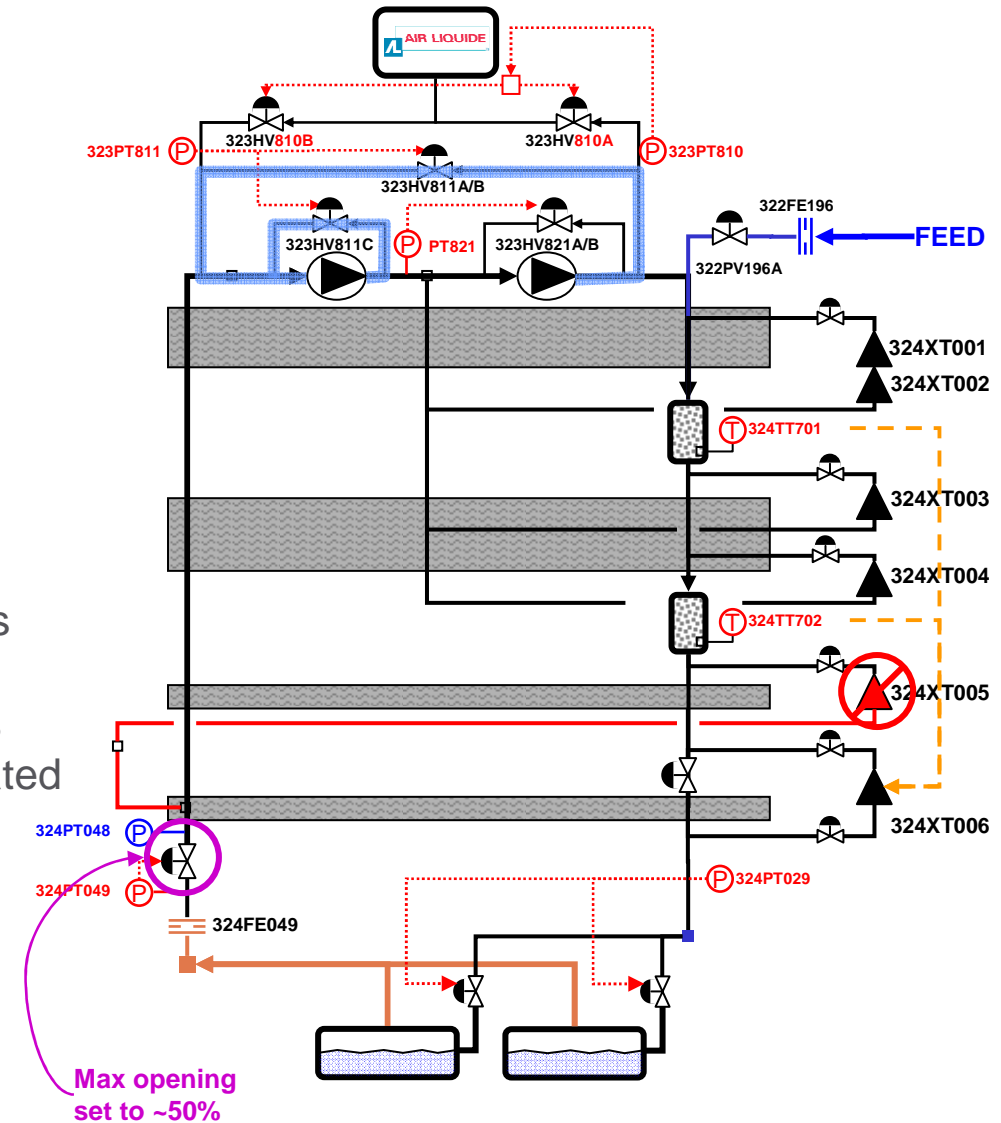 AIR LIQUIDE
323HV810B
323HV810A
323PT811
P
P
323PT810
323HV811A/B
322FE196
323HV811C
P
PT821
323HV821A/B
FEED
322PV196A
324XT001
324XT002
T
324TT701
324XT003
324XT004
s
T
324TT702
324XT005
ted
324PT048
P
324XT006
324PT049
P
P
324PT029
324FE049
Max opening
set to ~50%